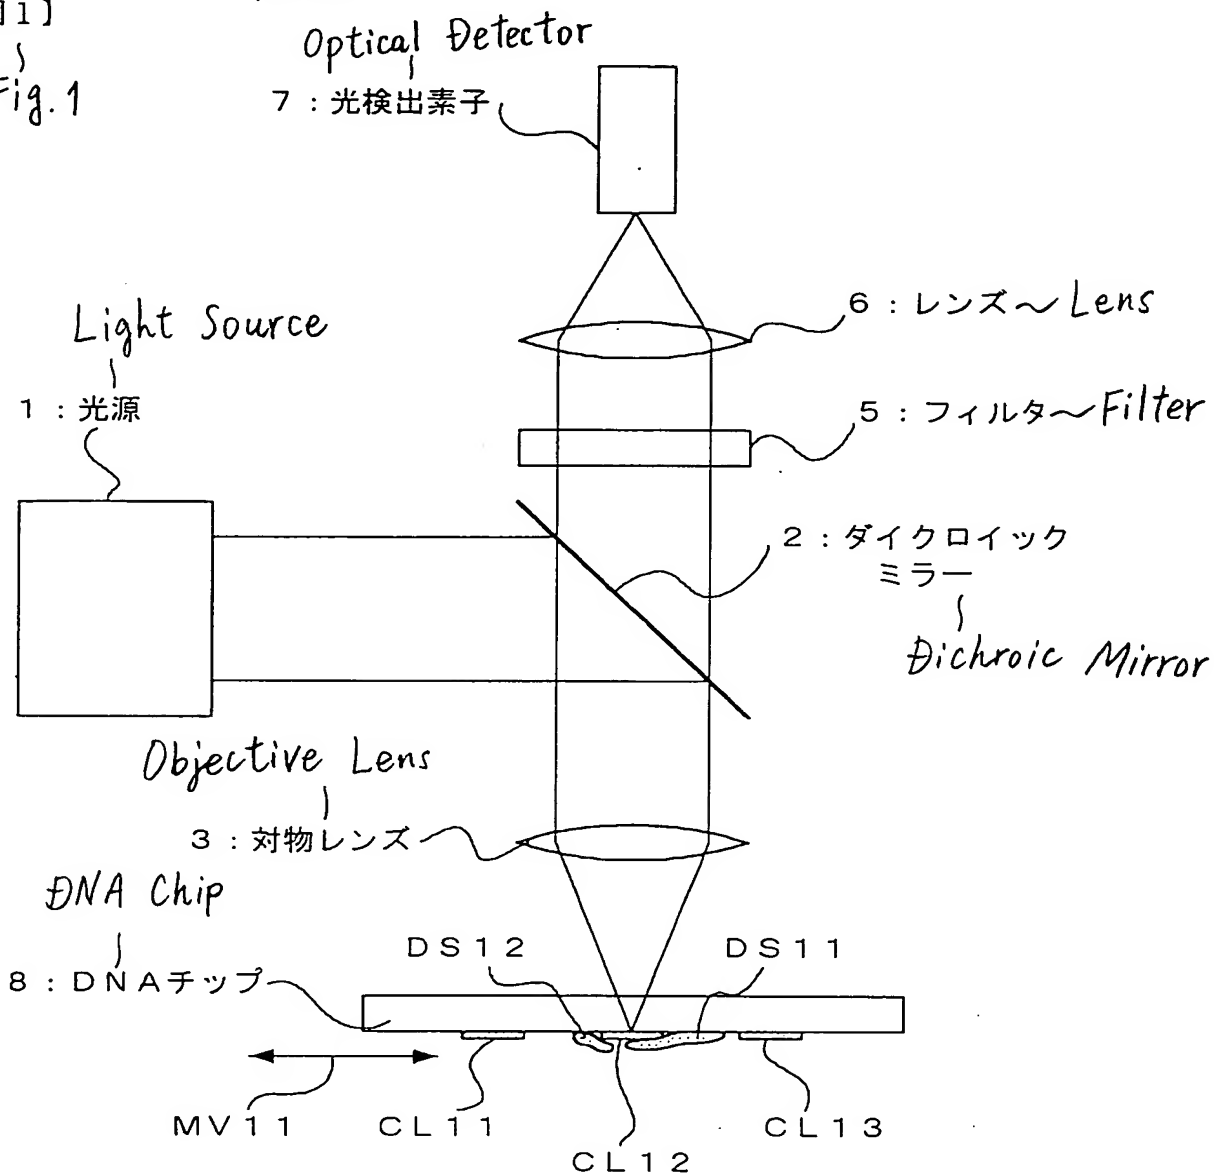 1】
Fig.1
Optical Detector
7：光検出素子
6：レンズ～Lens
Light Source
1：光源
5：フィルタ～Filter
2：ダイクロイック
ミラー
Dichroic Mirror
Objective Lens
3：対物レンズ
DNA Chip
DS12
DS11
8：DNAチップ
MV11
CL11
CL12
CL13